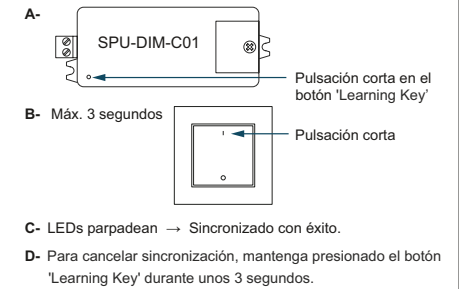 A-
SPU-DIM-C01
Pulsación corta en el
botón 'Learning Key'
B- Máx. 3 segundos
Pulsación corta
C- LEDs parpadean → Sincronizado con éxito.
D- Para cancelar sincronización, mantenga presionado el botón
'Learning Key' durante unos 3 segundos.